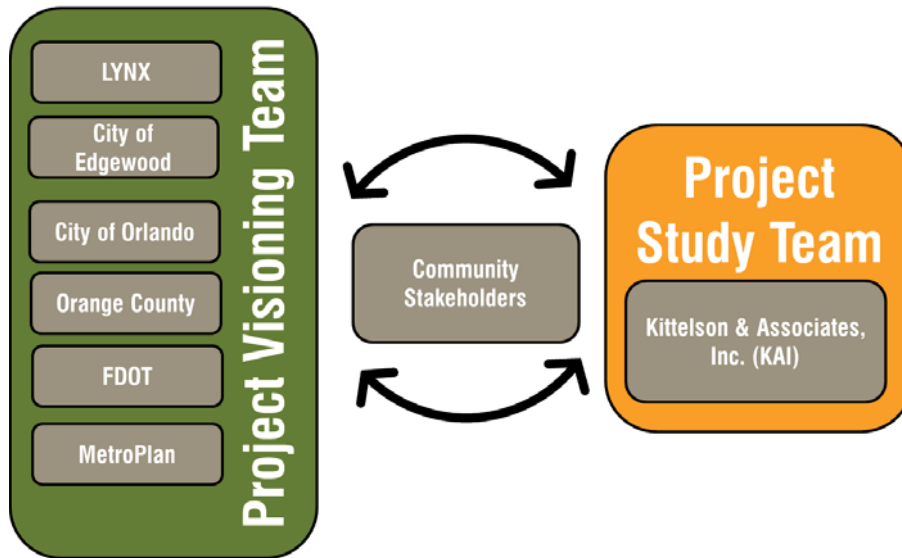 LYNX
City of
Edgewood
City of Orlando
Orange County
FDOT
MetroPlan
Project Visioning Team
Community
Stakeholders
Project
Study Team
Kittelson & Associates,
Inc. (KAI)